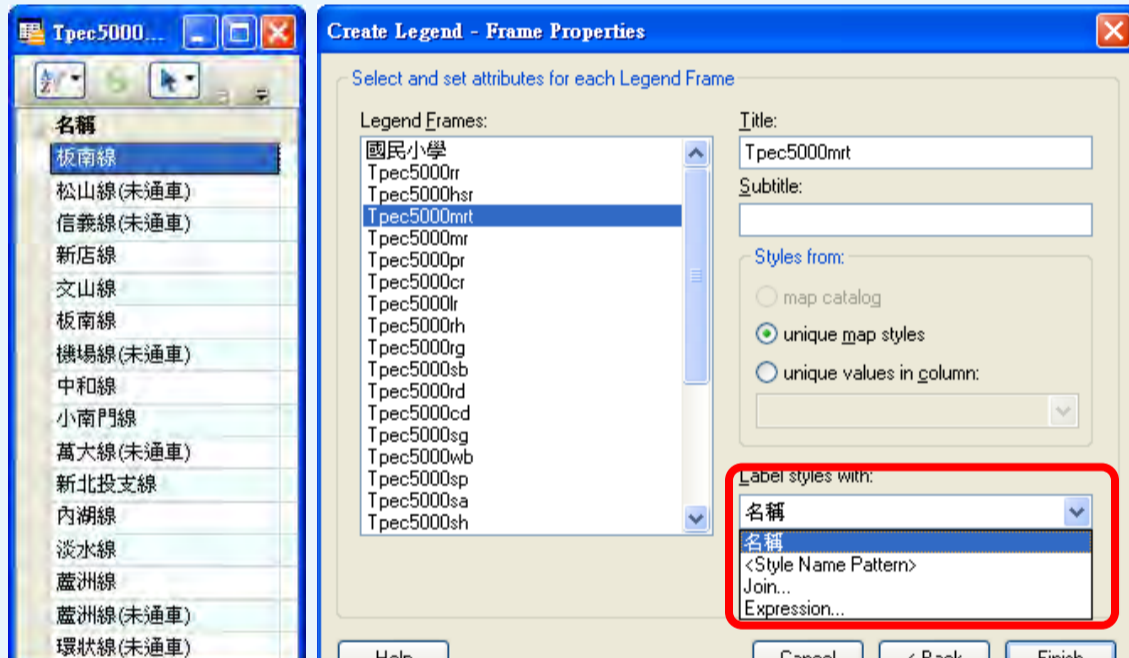 Tpec5000...
名稱
板南線
松山線(未通車)
信義線(未通車)
新店線
文山線
板南線
機場線(未通車)
中和線
小南門線
萬大線(未通車)
新北投支線
內湖線
淡水線
蘆洲線
蘆洲線(未通車)
環狀線(未通車)
Create Legend - Frame Properties
Select and set attributes for each Legend Frame
Legend Frames:
國民小學
Tpec5000rr
Tpec5000hsr
Tpec5000mrt
Tpec5000mr
Tpec5000pr
Tpec5000cr
Tpec5000lr
Tpec5000rh
Tpec5000rg
Tpec5000sb
Tpec5000rd
Tpec5000cd
Tpec5000sg
Tpec5000wb
Tpec5000sp
Tpec5000sa
Tpec5000sh
Title:
Tpec5000mrt
Subtitle:
Styles from:
map catalog
unique map styles
unique values in column:
Label styles with:
名稱
名稱
<Style Name Pattern>
Join...
Expression...
Help
Cancel
< Back
Finish